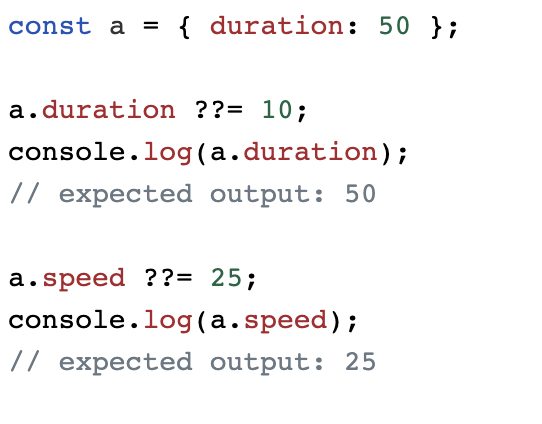 const a = { duration: 50 };
a.duration ??= 10;
console.log(a.duration);
// expected output: 50
a.speed ??= 25;
console.log(a.speed);
// expected output: 25